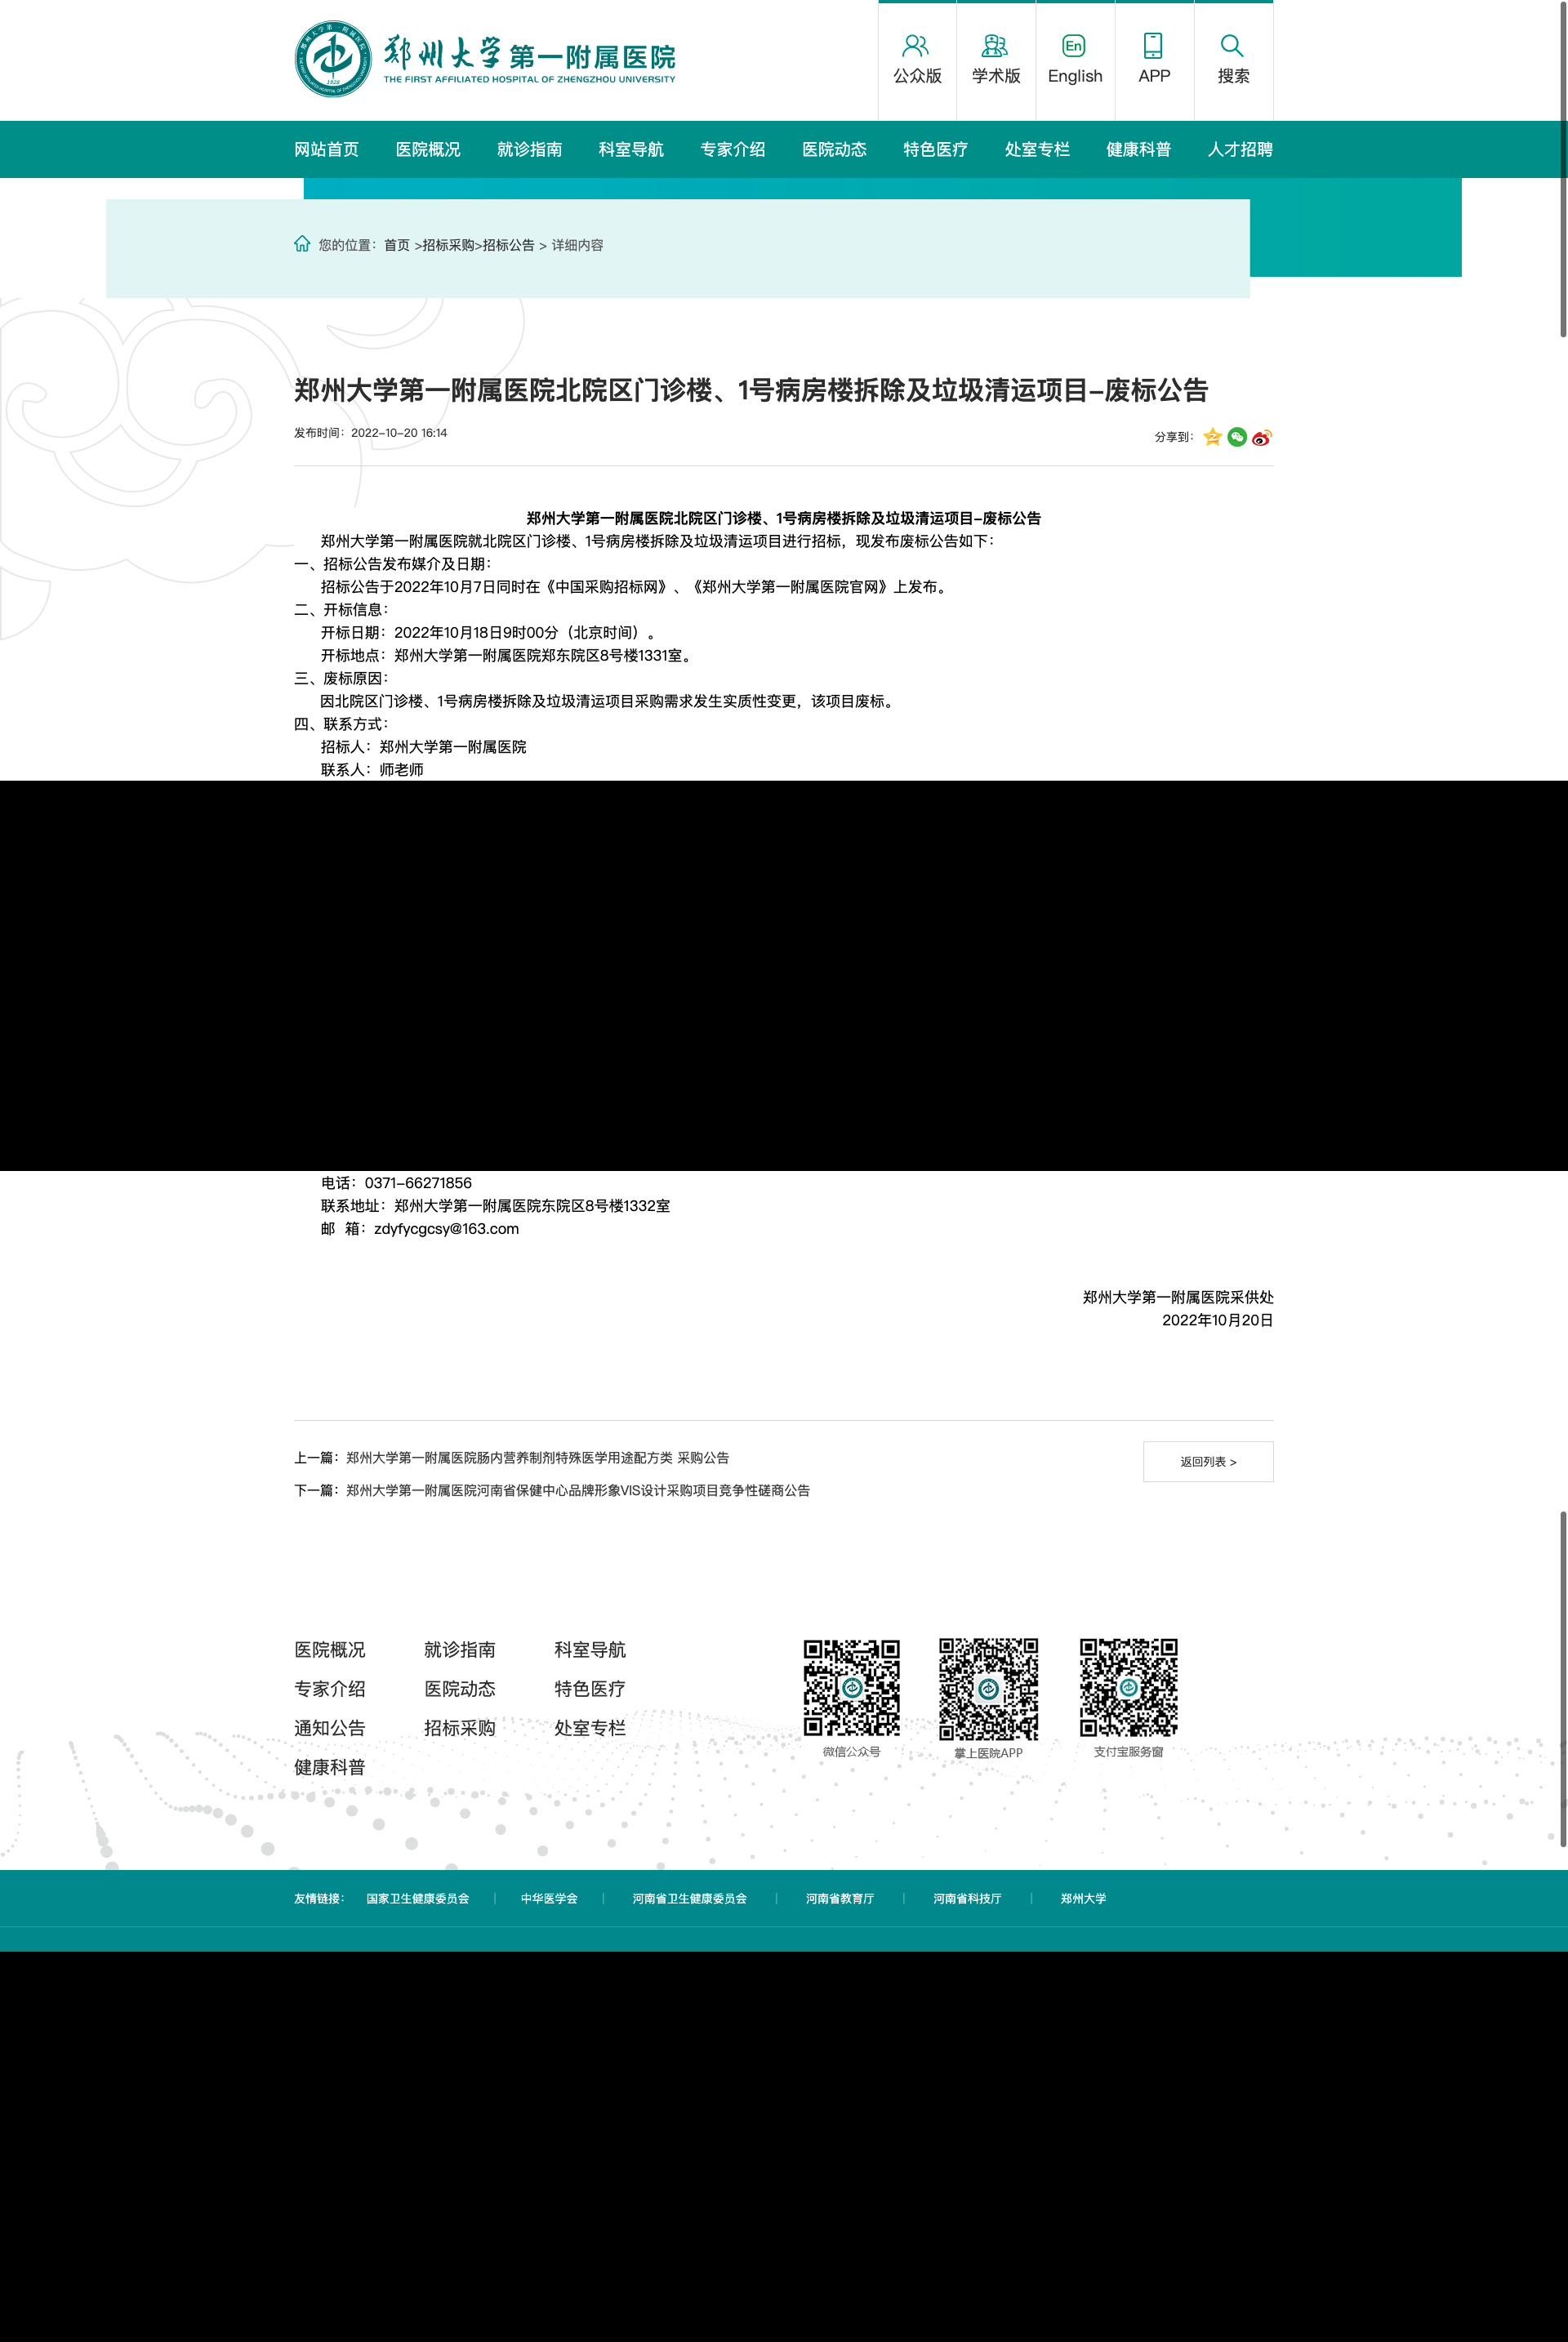 郑州大学第一附属医院
THE FIRST AFFILIATED HOSPITAL OF ZHENGZHOU UNIVERSITY
1928
公众版
学术版
En
English
APP
搜索
网站首页 医院概况 就诊指南 科室导航 专家介绍 医院动态 特色医疗 处室专栏 健康科普 人才招聘
您的位置：首页 >招标采购>招标公告 > 详细内容
郑州大学第一附属医院北院区门诊楼、1号病房楼拆除及垃圾清运项目-废标公告
发布时间：2022-10-20 16:14
分享到：
郑州大学第一附属医院北院区门诊楼、1号病房楼拆除及垃圾清运项目-废标公告
郑州大学第一附属医院就北院区门诊楼、1号病房楼拆除及垃圾清运项目进行招标，现发布废标公告如下：
一、招标公告发布媒介及日期：
招标公告于2022年10月7日同时在《中国采购招标网》、《郑州大学第一附属医院官网》上发布。
二、开标信息：
开标日期：2022年10月18日9时00分（北京时间）。
开标地点：郑州大学第一附属医院郑东院区8号楼1331室。
三、废标原因：
因北院区门诊楼、1号病房楼拆除及垃圾清运项目采购需求发生实质性变更，该项目废标。
四、联系方式：
招标人：郑州大学第一附属医院
联系人：师老师
电话：0371-66271856
联系地址：郑州大学第一附属医院东院区8号楼1332室
邮 箱：zdyfycgcsy@163.com
郑州大学第一附属医院采供处
2022年10月20日
上一篇：郑州大学第一附属医院肠内营养制剂特殊医学用途配方类 采购公告
返回列表 >
下一篇：郑州大学第一附属医院河南省保健中心品牌形象VIS设计采购项目竞争性磋商公告
医院概况 就诊指南 科室导航
专家介绍 医院动态 特色医疗
通知公告 招标采购 处室专栏
健康科普
微信公众号 掌上医院APP 支付宝服务窗
友情链接： 国家卫生健康委员会 | 中华医学会 | 河南省卫生健康委员会 | 河南省教育厅 | 河南省科技厅 | 郑州大学